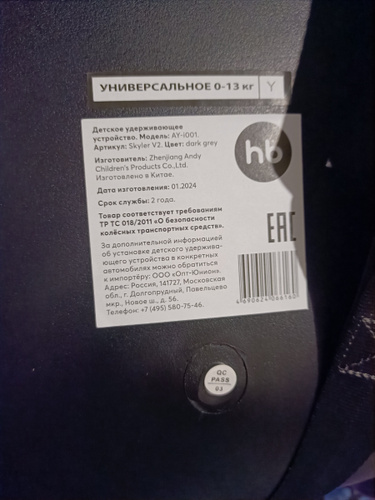 УНИВЕРСАЛЬНОЕ 0-13 кг Y
Детское удерживающее
устройство. Модель: AY-i001.
Артикул: Skyler V2. Цвет: dark grey
Изготовитель: Zhenjiang Andy
Children's Products Co.,Ltd.
Изготовлено в Китае.
Дата изготовления: 01.2024
Срок службы: 2 года.
Товар соответствует требованиям
ТР ТС 018/2011 «О безопасности
колёсных транспортных средств».
За дополнительной информацией
об установке детского удержива-
ющего устройства в конкретных
автомобилях можно обратиться
к импортёру: ООО «Опт-Юнион».
Адрес: Россия, 141727, Московская
обл., г. Долгопрудный, Павельцево
мкр., Новое ш., д. 56.
Телефон: +7 (495) 580-75-46.
hb
EAC
4690624066160
QC
PASS
03